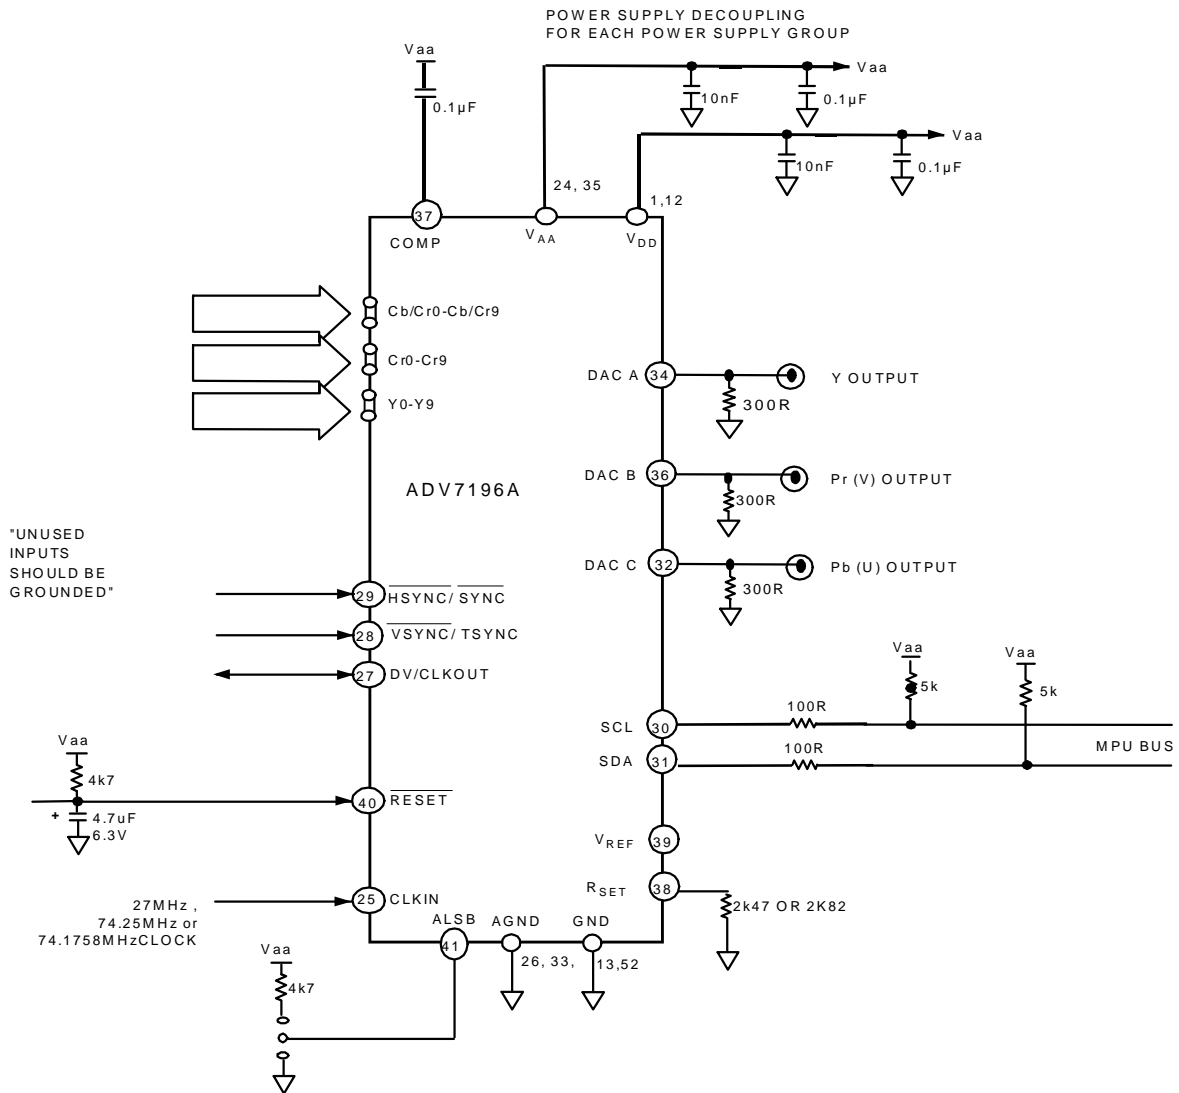 POWER SUPPLY DECOUPLING
FOR EACH POWER SUPPLY GROUP
Vaa
0.1µF
Vaa
10nF
0.1µF
Vaa
10nF
0.1µF
24, 35
1,12
37
COMP
VAA
VDD
Cb/Cr0-Cb/Cr9
Cr0-Cr9
Y0-Y9
DAC A
34
Y OUTPUT
300R
DAC B
36
Pr (V) OUTPUT
300R
ADV7196A
DAC C
32
Pb (U) OUTPUT
300R
"UNUSED
INPUTS
SHOULD BE
GROUNDED"
29
HSYNC/ SYNC
28
VSYNC/ TSYNC
27
DV/CLKOUT
Vaa
5k
Vaa
5k
SCL
30
100R
SDA
31
100R
MPU BUS
Vaa
4k7
40
RESET
+
4.7uF
6.3V
VREF
39
RSET
38
2k47 OR 2K82
25
CLKIN
27MHz ,
74.25MHz or
74.1758MHzCLOCK
ALSB
41
AGND
26, 33,
GND
13,52
Vaa
4k7